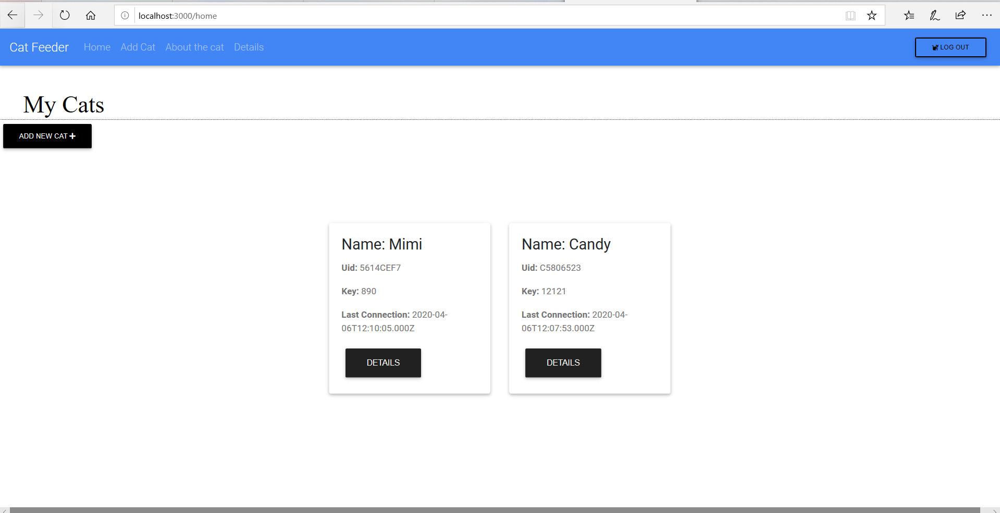 localhost:3000/home
Cat Feeder Home Add Cat About the cat Details LOG OUT
My Cats
ADD NEW CAT
Name: Mimi
Uid: 5614CEF7
Key: 890
Last Connection: 2020-04-
06T12:10:05.000Z
DETAILS
Name: Candy
Uid: C5806523
Key: 12121
Last Connection: 2020-04-
06T12:07:53.000Z
DETAILS